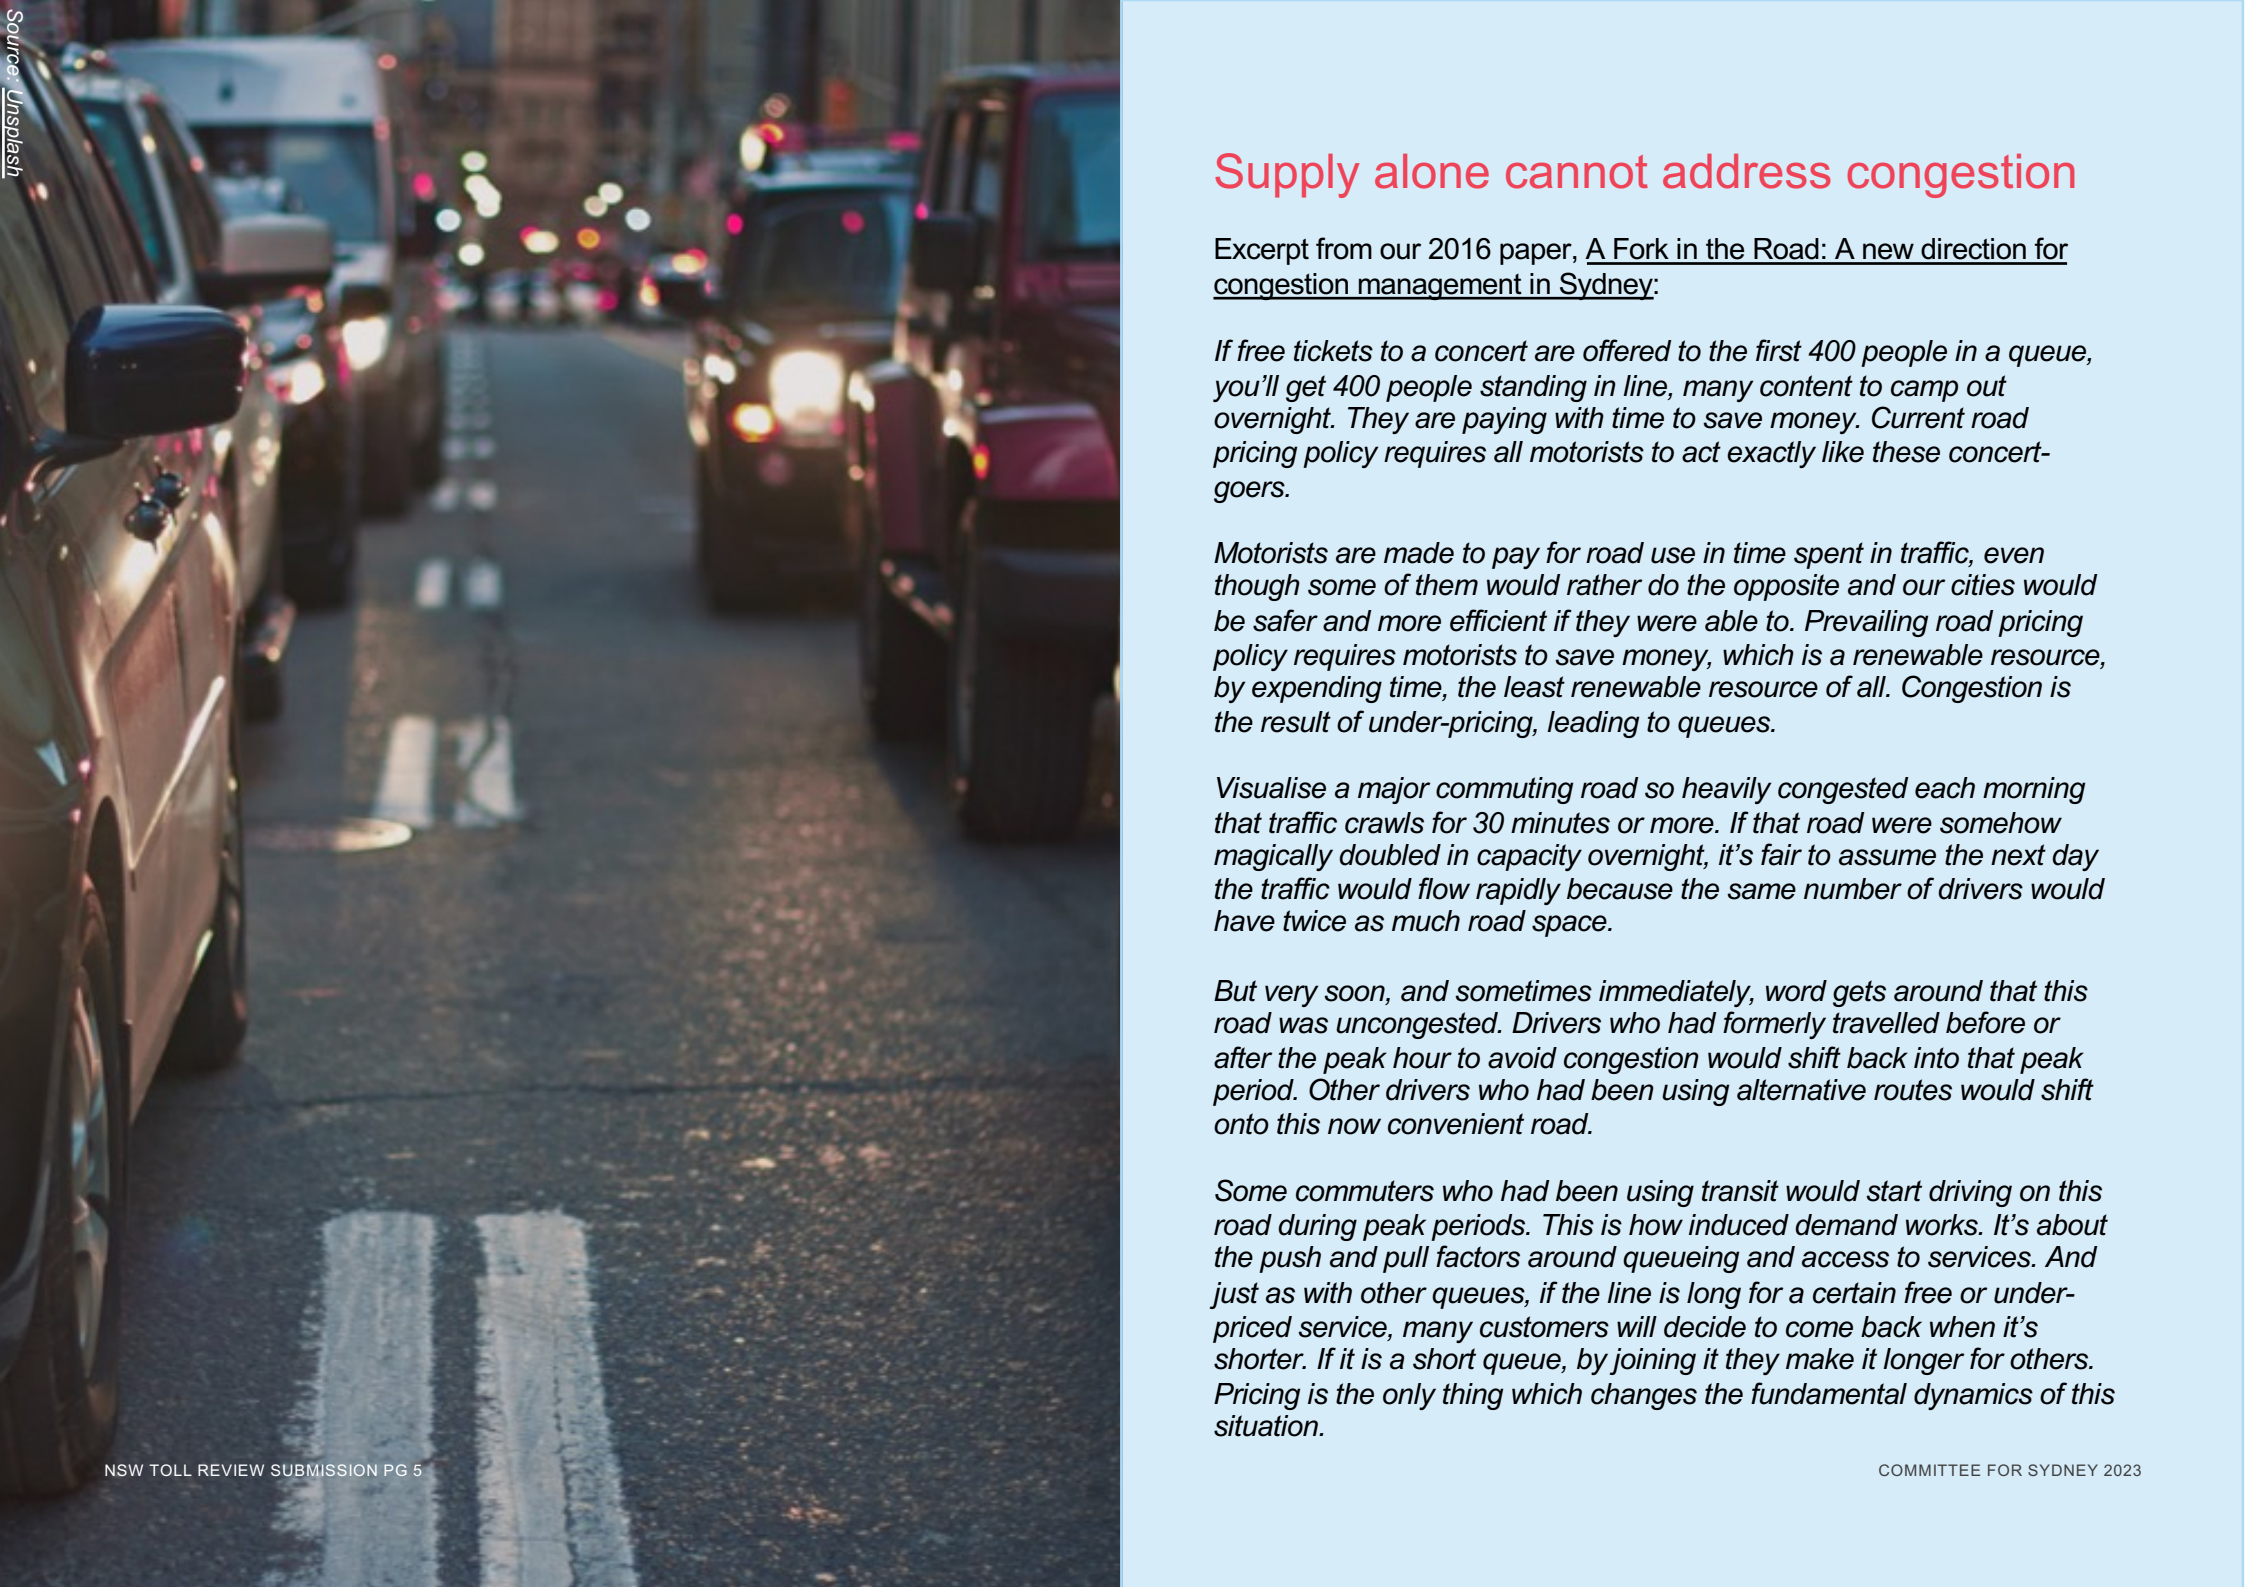 Source: Unsplash
Supply alone cannot address congestion
Excerpt from our 2016 paper, A Fork in the Road: A new direction for
congestion management in Sydney:
If free tickets to a concert are offered to the first 400 people in a queue,
you’ll get 400 people standing in line, many content to camp out
overnight. They are paying with time to save money. Current road
pricing policy requires all motorists to act exactly like these concert-
goers.
Motorists are made to pay for road use in time spent in traffic, even
though some of them would rather do the opposite and our cities would
be safer and more efficient if they were able to. Prevailing road pricing
policy requires motorists to save money, which is a renewable resource,
by expending time, the least renewable resource of all. Congestion is
the result of under-pricing, leading to queues.
Visualise a major commuting road so heavily congested each morning
that traffic crawls for 30 minutes or more. If that road were somehow
magically doubled in capacity overnight, it’s fair to assume the next day
the traffic would flow rapidly because the same number of drivers would
have twice as much road space.
But very soon, and sometimes immediately, word gets around that this
road was uncongested. Drivers who had formerly travelled before or
after the peak hour to avoid congestion would shift back into that peak
period. Other drivers who had been using alternative routes would shift
onto this now convenient road.
Some commuters who had been using transit would start driving on this
road during peak periods. This is how induced demand works. It’s about
the push and pull factors around queueing and access to services. And
just as with other queues, if the line is long for a certain free or under-
priced service, many customers will decide to come back when it’s
shorter. If it is a short queue, by joining it they make it longer for others.
Pricing is the only thing which changes the fundamental dynamics of this
situation.
NSW TOLL REVIEW SUBMISSION PG 5
COMMITTEE FOR SYDNEY 2023